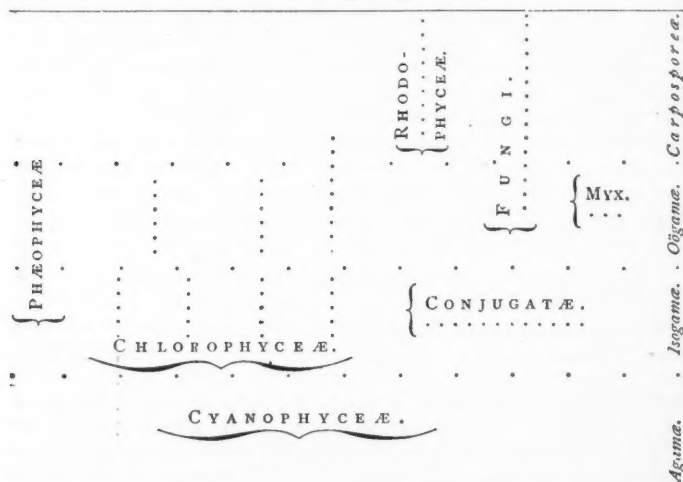 RHODO-
PHYCEÆ.
FUNGI.
Carposporeæ.
PHÆOPHYCEÆ
MYX.
Oögamæ.
CONJUGATÆ.
Isogamæ.
CHLOROPHYCEÆ.
CYANOPHYCEÆ.
Agamæ.